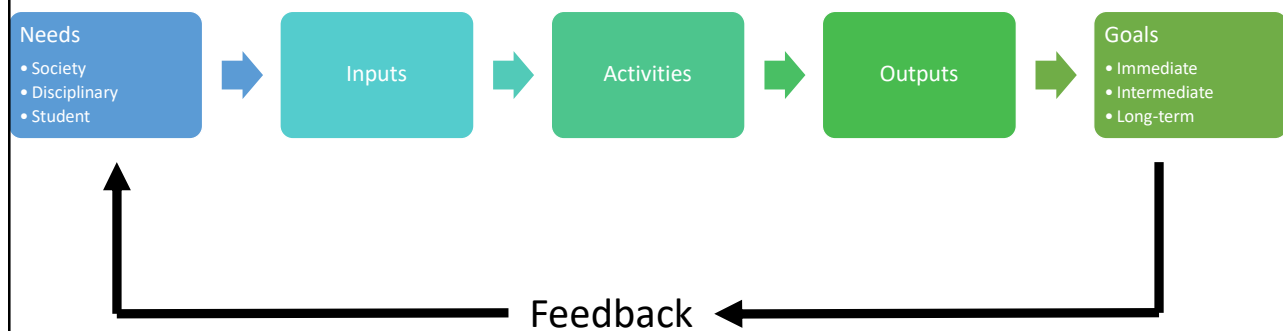 Needs
• Society
• Disciplinary
• Student
Inputs
Activities
Outputs
Goals
• Immediate
• Intermediate
• Long-term
Feedback